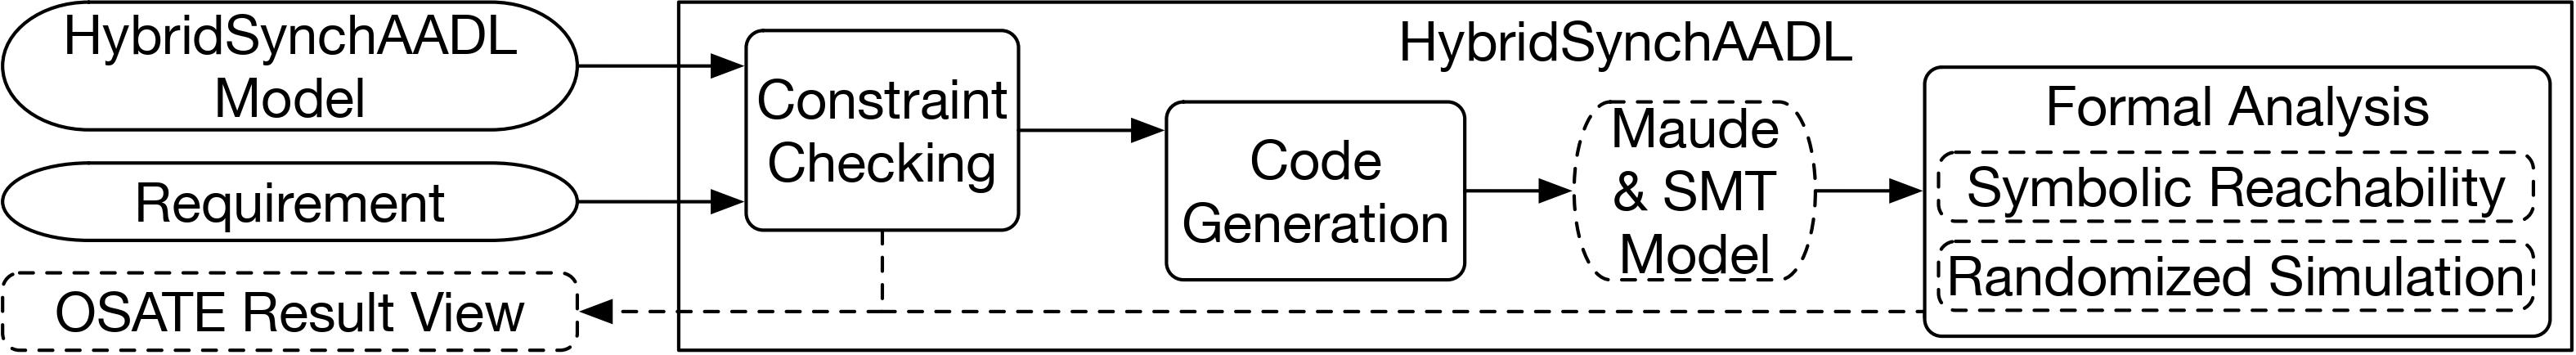 HybridSynchAADL
Model
Requirement
OSATE Result View
HybridSynchAADL
Constraint
Checking
Code
Generation
Maude
& SMT
Model
Formal Analysis
Symbolic Reachability
Randomized Simulation